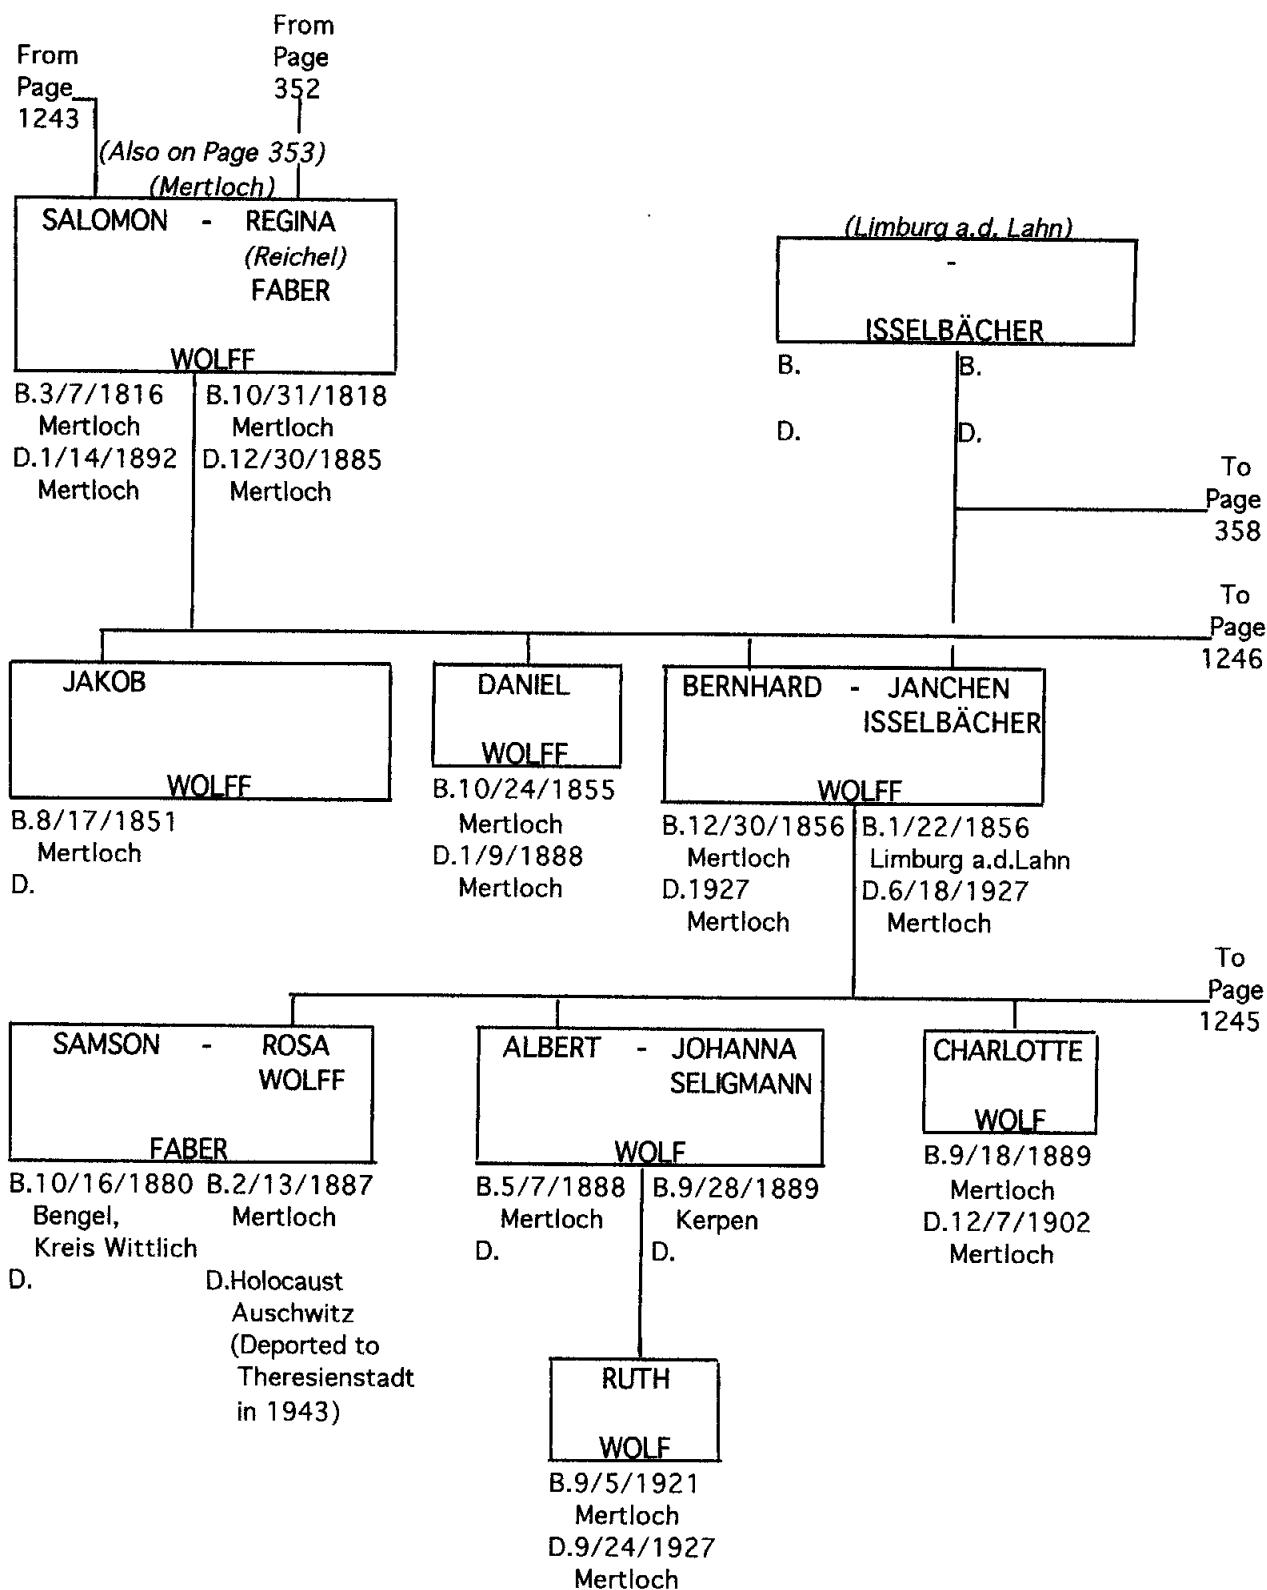 From
Page
1243
From
Page
352
(Also on Page 353)
(Mertloch)
SALOMON - REGINA
(Reichel)
FABER
WOLFF
B.3/7/1816 B.10/31/1818
Mertloch Mertloch
D.1/14/1892 D.12/30/1885
Mertloch Mertloch
(Limburg a.d. Lahn)
-
ISSELBÄCHER
B. B.
D. D.
To
Page
358
To
Page
1246
JAKOB
WOLFF
B.8/17/1851
Mertloch
D.
DANIEL
WOLFF
B.10/24/1855
Mertloch
D.1/9/1888
Mertloch
BERNHARD - JANCHEN
ISSELBÄCHER
WOLFF
B.12/30/1856 B.1/22/1856
Mertloch Limburg a.d.Lahn
D.1927 D.6/18/1927
Mertloch Mertloch
To
Page
1245
SAMSON - ROSA
WOLFF
FABER
B.10/16/1880 B.2/13/1887
Bengel, Mertloch
Kreis Wittlich
D. D.Holocaust
Auschwitz
(Deported to
Theresienstadt
in 1943)
ALBERT - JOHANNA
SELIGMANN
WOLF
B.5/7/1888 B.9/28/1889
Mertloch Kerpen
D. D.
CHARLOTTE
WOLF
B.9/18/1889
Mertloch
D.12/7/1902
Mertloch
RUTH
WOLF
B.9/5/1921
Mertloch
D.9/24/1927
Mertloch